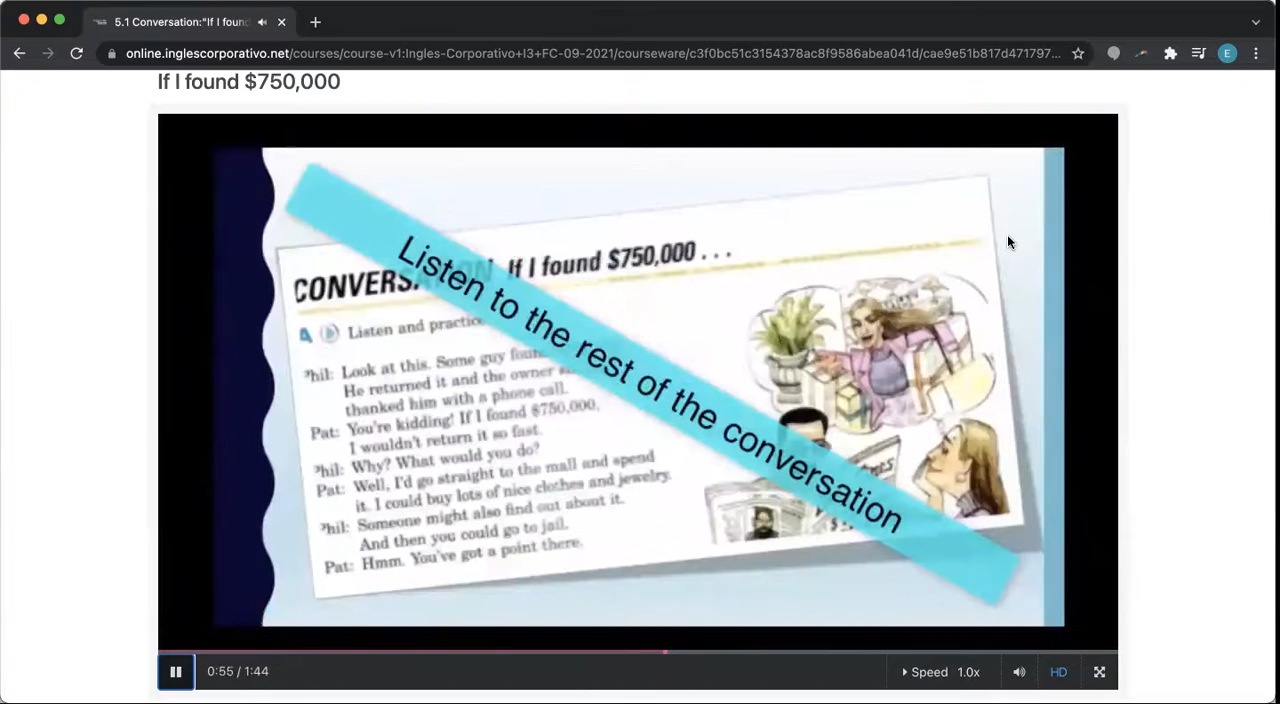 5.1 Conversation:"If I foun
online.inglescorporativo.net/courses/course-v1:Ingles-Corporativo+I3+FC-09-2021/courseware/c3f0bc51c3154378ac8f9586abea041d/cae9e51b817d471797...
E
If I found $750,000
CONVERSA If I found $750,000 . . .
A Listen and practic
Phil: Look at this. Some guy foun
He returned it and the owner
thanked him with a phone call.
Pat: You're kidding! If I found $750,000,
I wouldn't return it so fast.
Phil: Why? What would you do?
Pat: Well, I'd go straight to the mall and spend
it. I could buy lots of nice clothes and jewelry.
Phil: Someone might also find out about it.
And then you could go to jail.
Pat: Hmm. You've got a point there.
Listen to the rest of the conversation
0:55 / 1:44
Speed 1.0x
HD